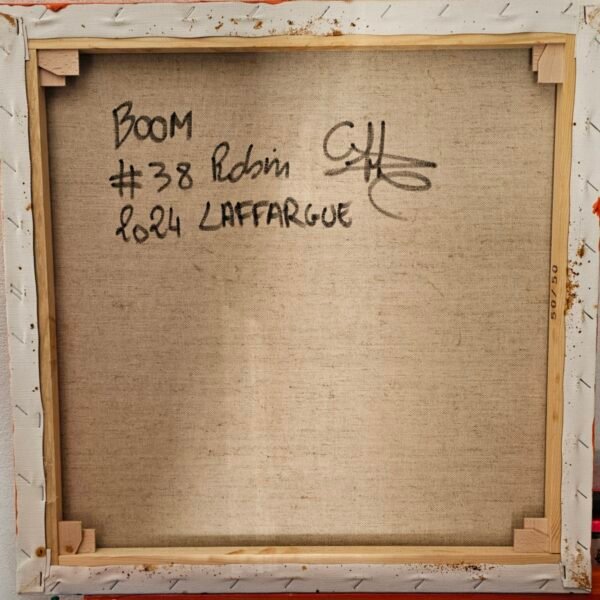 BOOM
#38 Robin
2024 LAFFARGUE
50/50